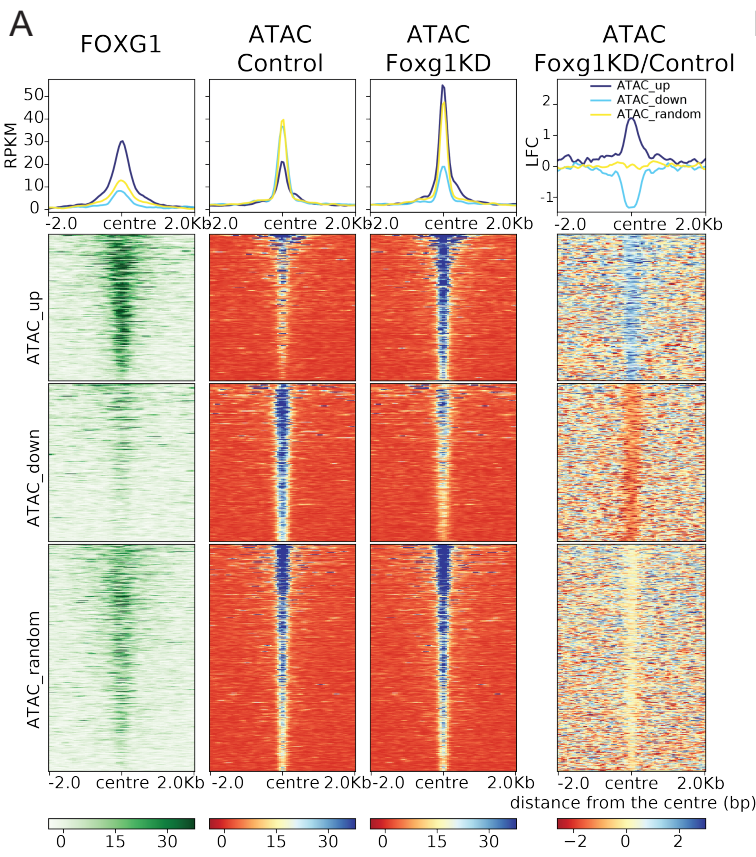 A
FOXG1
ATAC
Control
ATAC
Foxg1KD
ATAC
Foxg1KD/Control
RPKM
50
40
30
20
10
0
LFC
2
1
0
-1
ATAC_up
ATAC_down
ATAC_random
-2.0 centre 2.0Kb
-2.0 centre 2.0Kb
-2.0 centre 2.0Kb
-2.0 centre 2.0Kb
ATAC_up
ATAC_down
ATAC_random
-2.0 centre 2.0Kb
-2.0 centre 2.0Kb
-2.0 centre 2.0Kb
-2.0 centre 2.0Kb
distance from the centre (bp)
0 15 30
0 15 30
0 15 30
−2 0 2